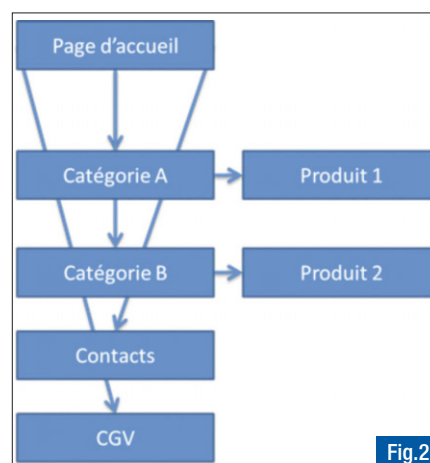 Page d'accueil
Catégorie A
Produit 1
Catégorie B
Produit 2
Contacts
CGV
Fig.2